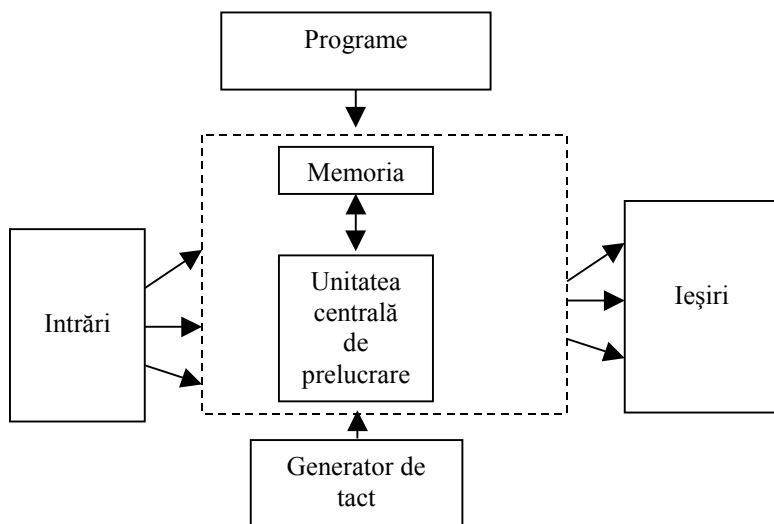 Programe
Memoria
Intrări
Unitatea
centrală
de
prelucrare
Ieşiri
Generator de
tact